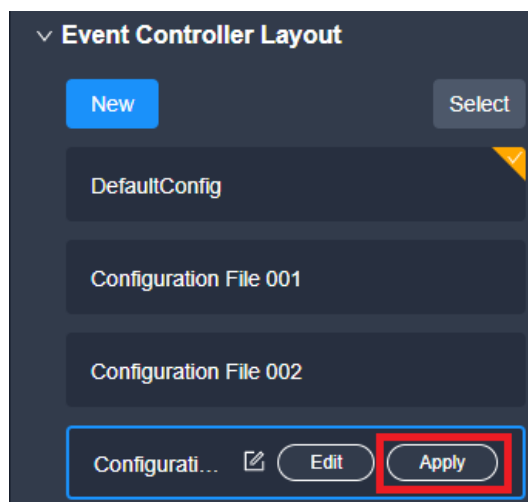 Event Controller Layout
New Select
DefaultConfig
Configuration File 001
Configuration File 002
Configurati... Edit Apply